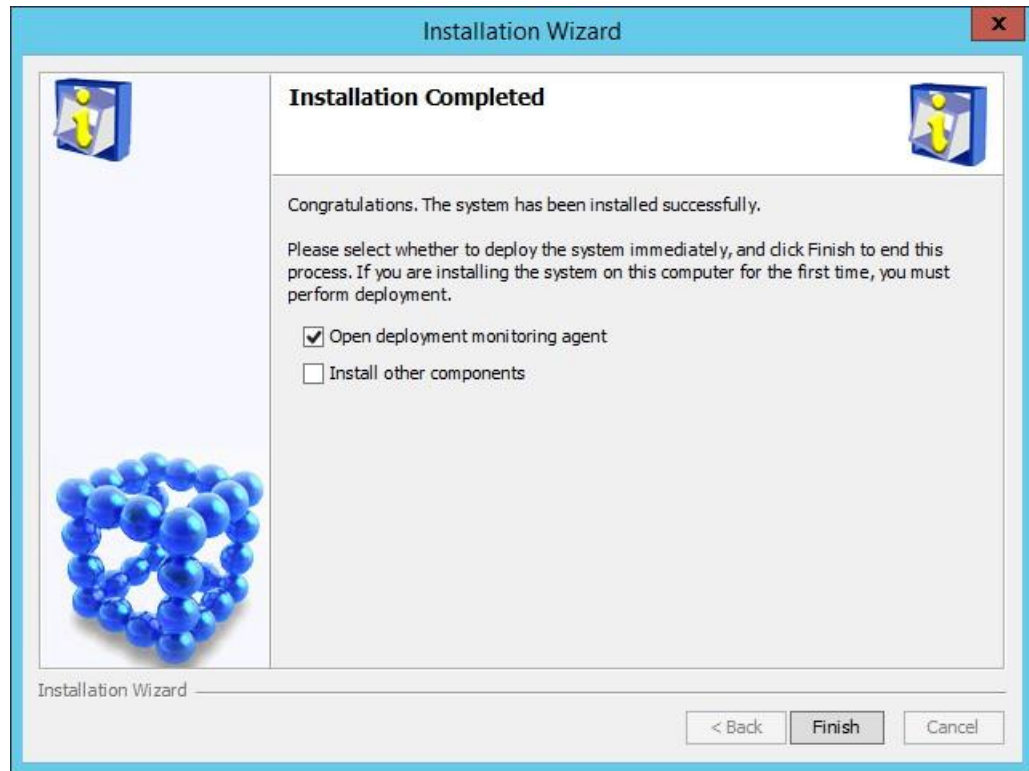 Installation Wizard
x
Installation Completed
Congratulations. The system has been installed successfully.
Please select whether to deploy the system immediately, and click Finish to end this
process. If you are installing the system on this computer for the first time, you must
perform deployment.
Open deployment monitoring agent
Install other components
Installation Wizard
< Back
Finish
Cancel